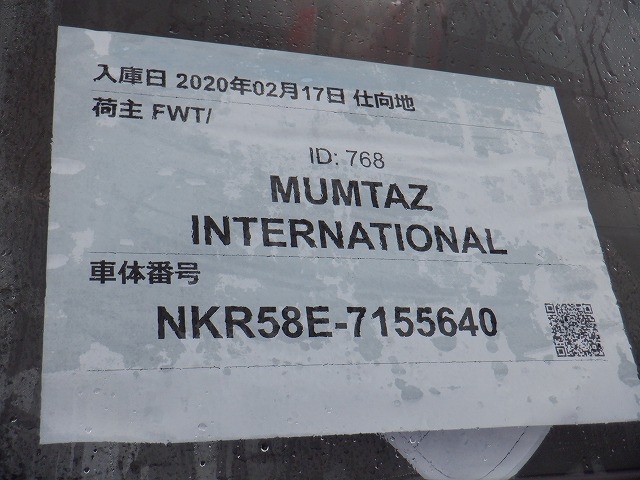 入庫日 2020年02月17日 仕向地
荷主 FWT/
ID: 768
MUMTAZ
INTERNATIONAL
車体番号
NKR58E-7155640